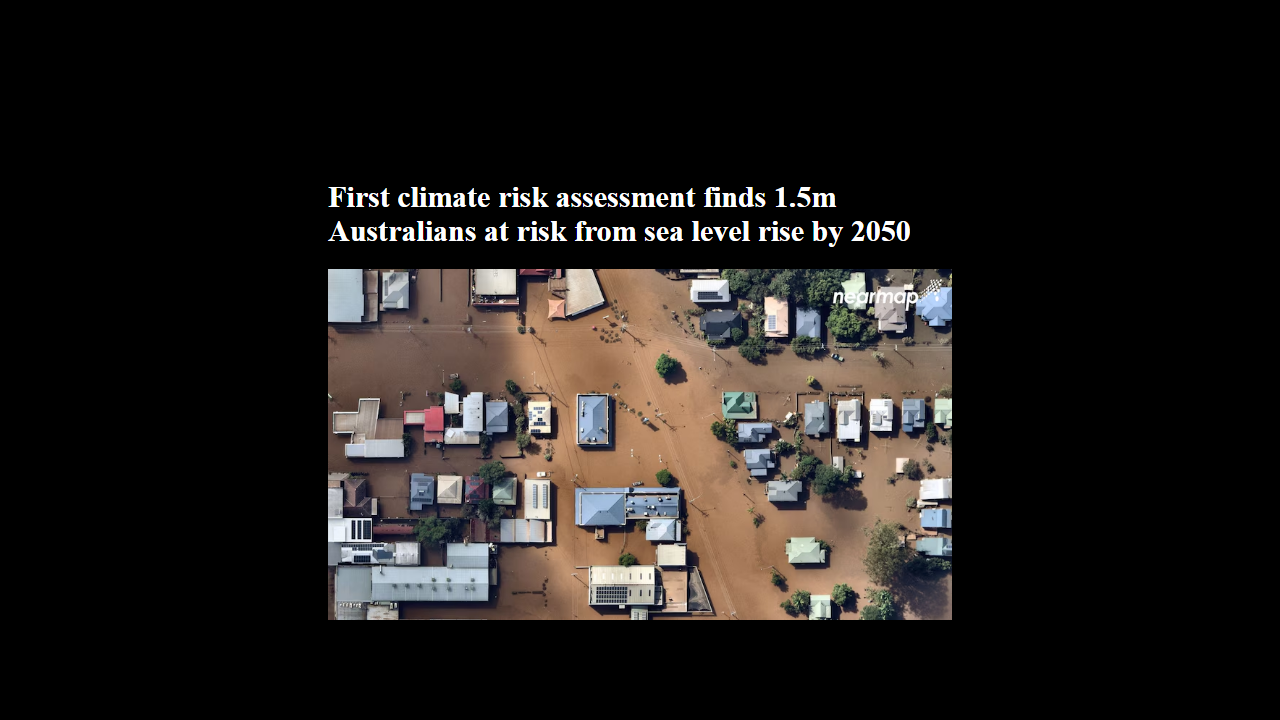 First climate risk assessment finds 1.5m
Australians at risk from sea level rise by 2050
nearmap